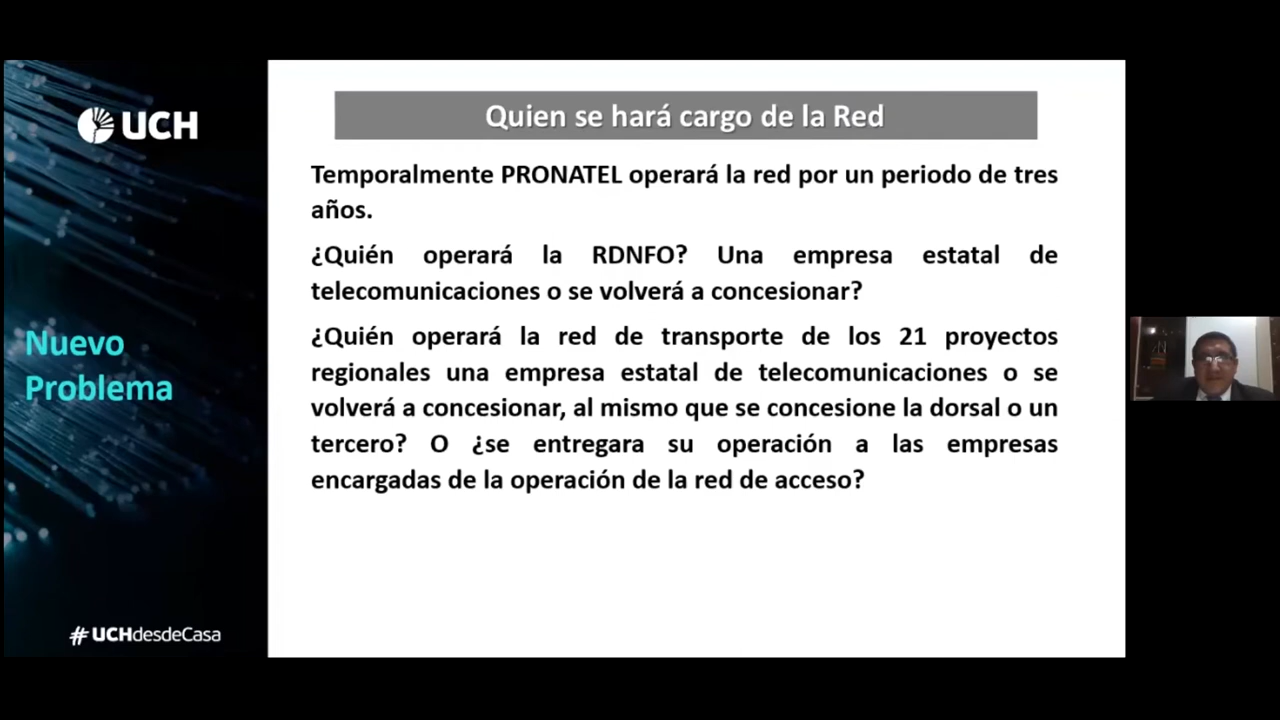 UCH
Quien se hará cargo de la Red
Temporalmente PRONATEL operará la red por un periodo de tres
años.
¿Quién operará la RDNFO? Una empresa estatal de
telecomunicaciones o se volverá a concesionar?
¿Quién operará la red de transporte de los 21 proyectos
regionales una empresa estatal de telecomunicaciones o se
volverá a concesionar, al mismo que se concesione la dorsal o un
tercero? O ¿se entregara su operación a las empresas
encargadas de la operación de la red de acceso?
Nuevo
Problema
#UCHdesdeCasa